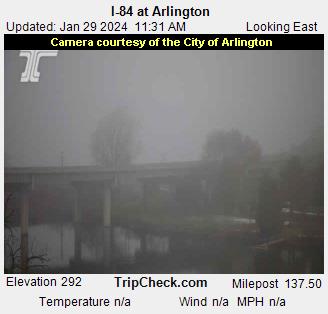 I-84 at Arlington
Updated: Jan 29 2024 11:31 AM Looking East
Camera courtesy of the City of Arlington
Elevation 292 TripCheck.com Milepost 137.50
Temperature n/a Wind n/a MPH n/a